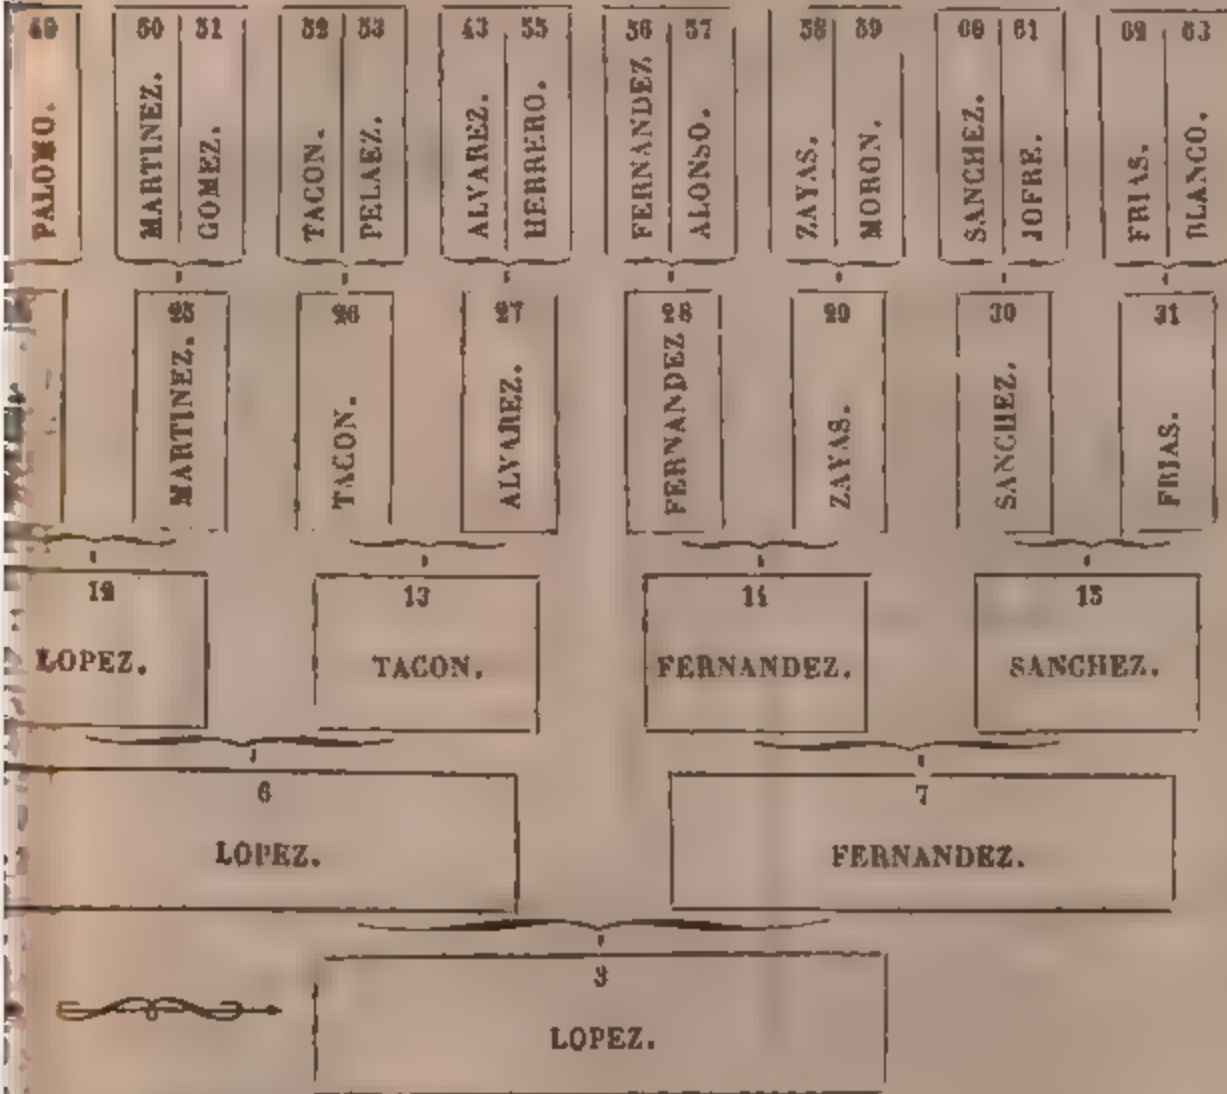 49 50 51 52 53 43 55 56 57 58 59 60 61 62 63
PALOMO. MARTINEZ. GOMEZ. TACON. PELAEZ. ALVAREZ. HERRERO. FERNANDEZ ALONSO. ZAYAS. MORON. SANCHEZ. JOFRE. FRIAS. BLANCO.
25 26 27 28 29 30 31
MARTINEZ. TACON. ALVAREZ. FERNANDEZ ZAYAS. SANCHEZ. FRIAS.
12 13 14 15
LOPEZ. TACON. FERNANDEZ. SANCHEZ.
6 7
LOPEZ. FERNANDEZ.
3
LOPEZ.